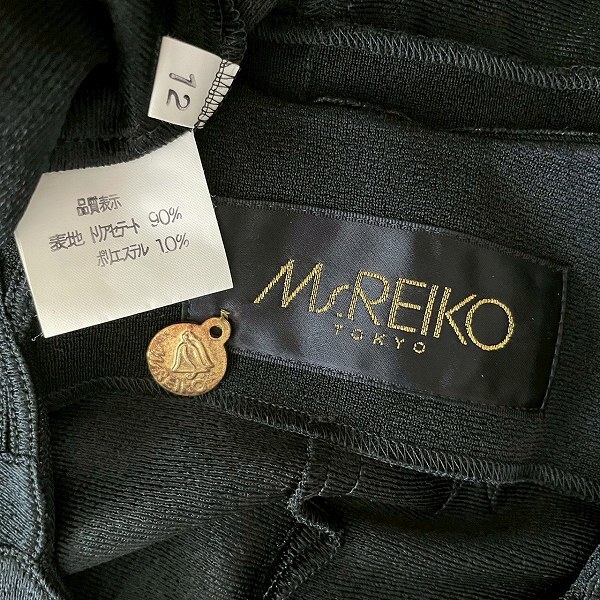 12
品質表示
表地 トリアセテート 90%
ポリエステル 10%
Ms.REIKO
TOKYO